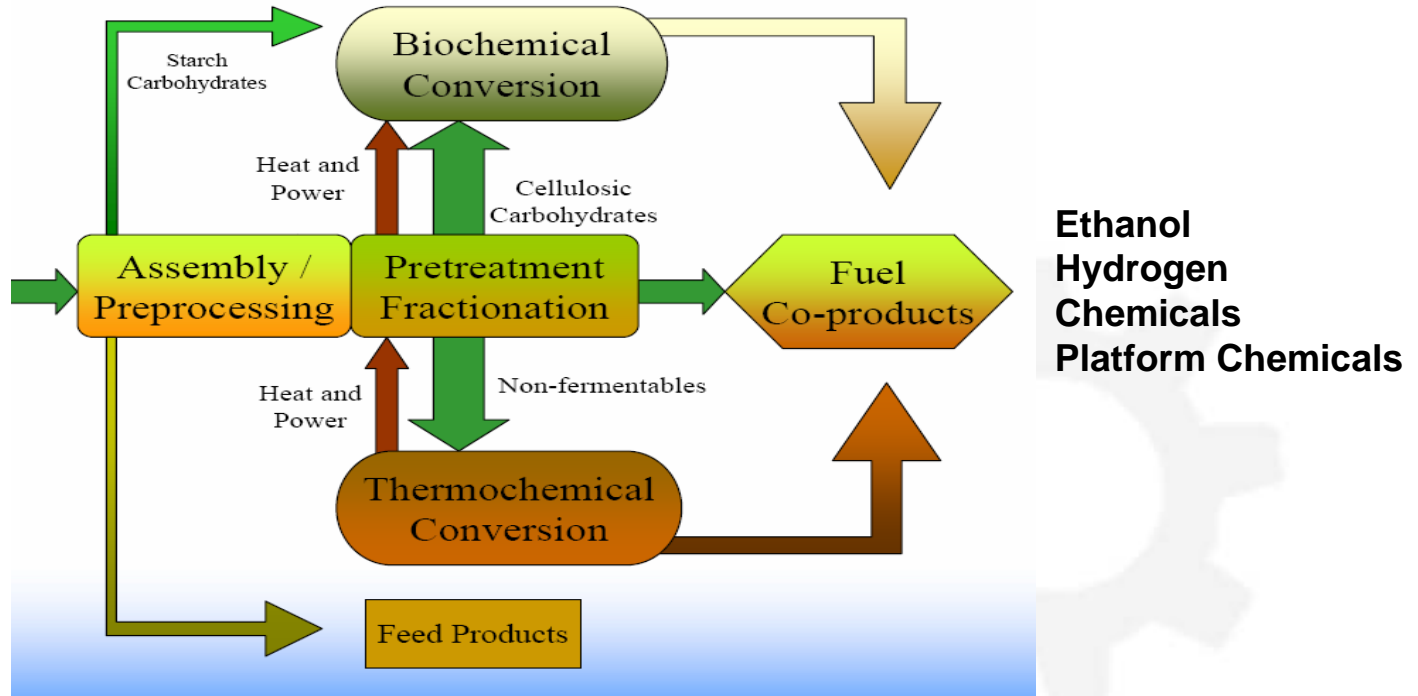 Starch
Carbohydrates
Biochemical
Conversion
Heat and
Power
Cellulosic
Carbohydrates
Assembly /
Preprocessing
Pretreatment
Fractionation
Fuel
Co-products
Ethanol
Hydrogen
Chemicals
Platform Chemicals
Heat and
Power
Non-fermentables
Thermochemical
Conversion
Feed Products